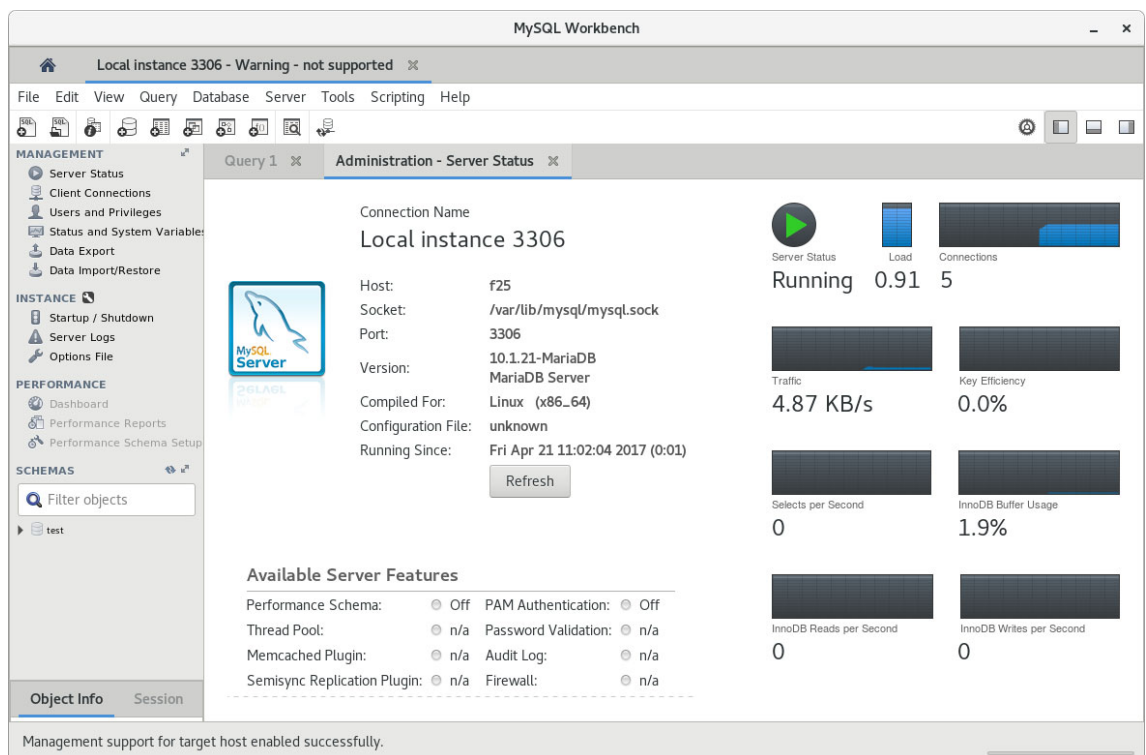 MySQL Workbench
Local instance 3306 - Warning - not supported
File Edit View Query Database Server Tools Scripting Help
MANAGEMENT
Server Status
Client Connections
Users and Privileges
Status and System Variables
Data Export
Data Import/Restore
INSTANCE
Startup / Shutdown
Server Logs
Options File
PERFORMANCE
Dashboard
Performance Reports
Performance Schema Setup
SCHEMAS
Filter objects
test
Object Info Session
Query 1 Administration - Server Status
Connection Name
Local instance 3306
MySQL
Server
Host: f25
Socket: /var/lib/mysql/mysql.sock
Port: 3306
Version: 10.1.21-MariaDB
MariaDB Server
Compiled For: Linux (x86_64)
Configuration File: unknown
Running Since: Fri Apr 21 11:02:04 2017 (0:01)
Refresh
Available Server Features
Performance Schema: Off PAM Authentication: Off
Thread Pool: n/a Password Validation: n/a
Memcached Plugin: n/a Audit Log: n/a
Semisync Replication Plugin: n/a Firewall: n/a
Server Status Load Connections
Running 0.91 5
Traffic Key Efficiency
4.87 KB/s 0.0%
Selects per Second InnoDB Buffer Usage
0 1.9%
InnoDB Reads per Second InnoDB Writes per Second
0 0
Management support for target host enabled successfully.